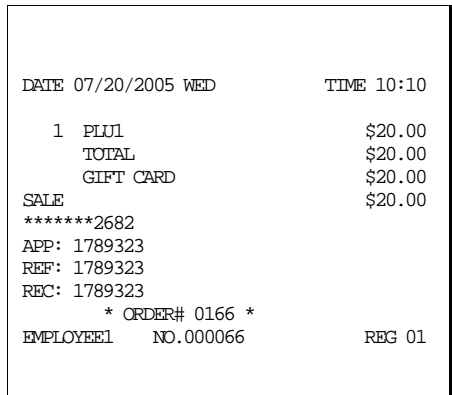 DATE 07/20/2005 WED TIME 10:10
1 PLU1 $20.00
TOTAL $20.00
GIFT CARD $20.00
SALE $20.00
*******2682
APP: 1789323
REF: 1789323
REC: 1789323
* ORDER# 0166 *
EMPLOYEE1 NO.000066 REG 01